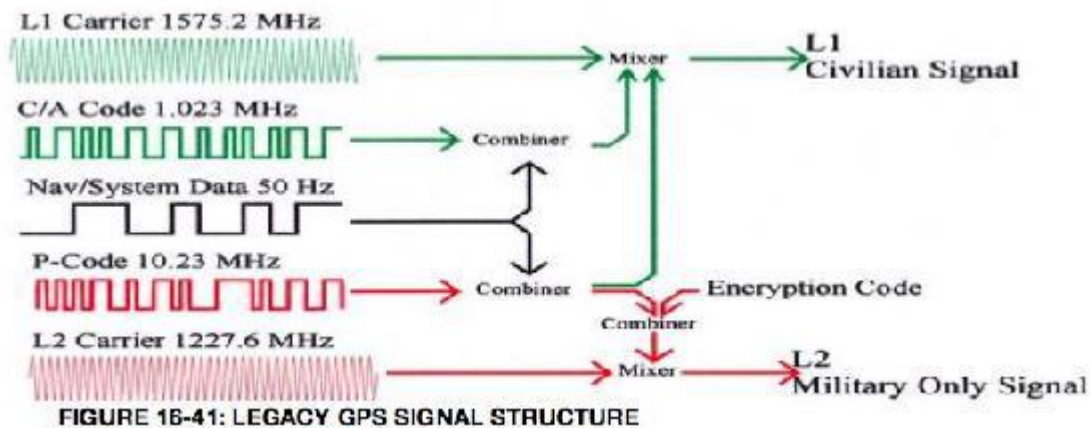 L1 Carrier 1575.2 MHz
Mixer
L1
Civilian Signal
C/A Code 1.023 MHz
Combiner
Nav/System Data 50 Hz
P-Code 10.23 MHz
Combiner
Encryption Code
Combiner
L2 Carrier 1227.6 MHz
Mixer
L2
Military Only Signal
FIGURE 16-41: LEGACY GPS SIGNAL STRUCTURE